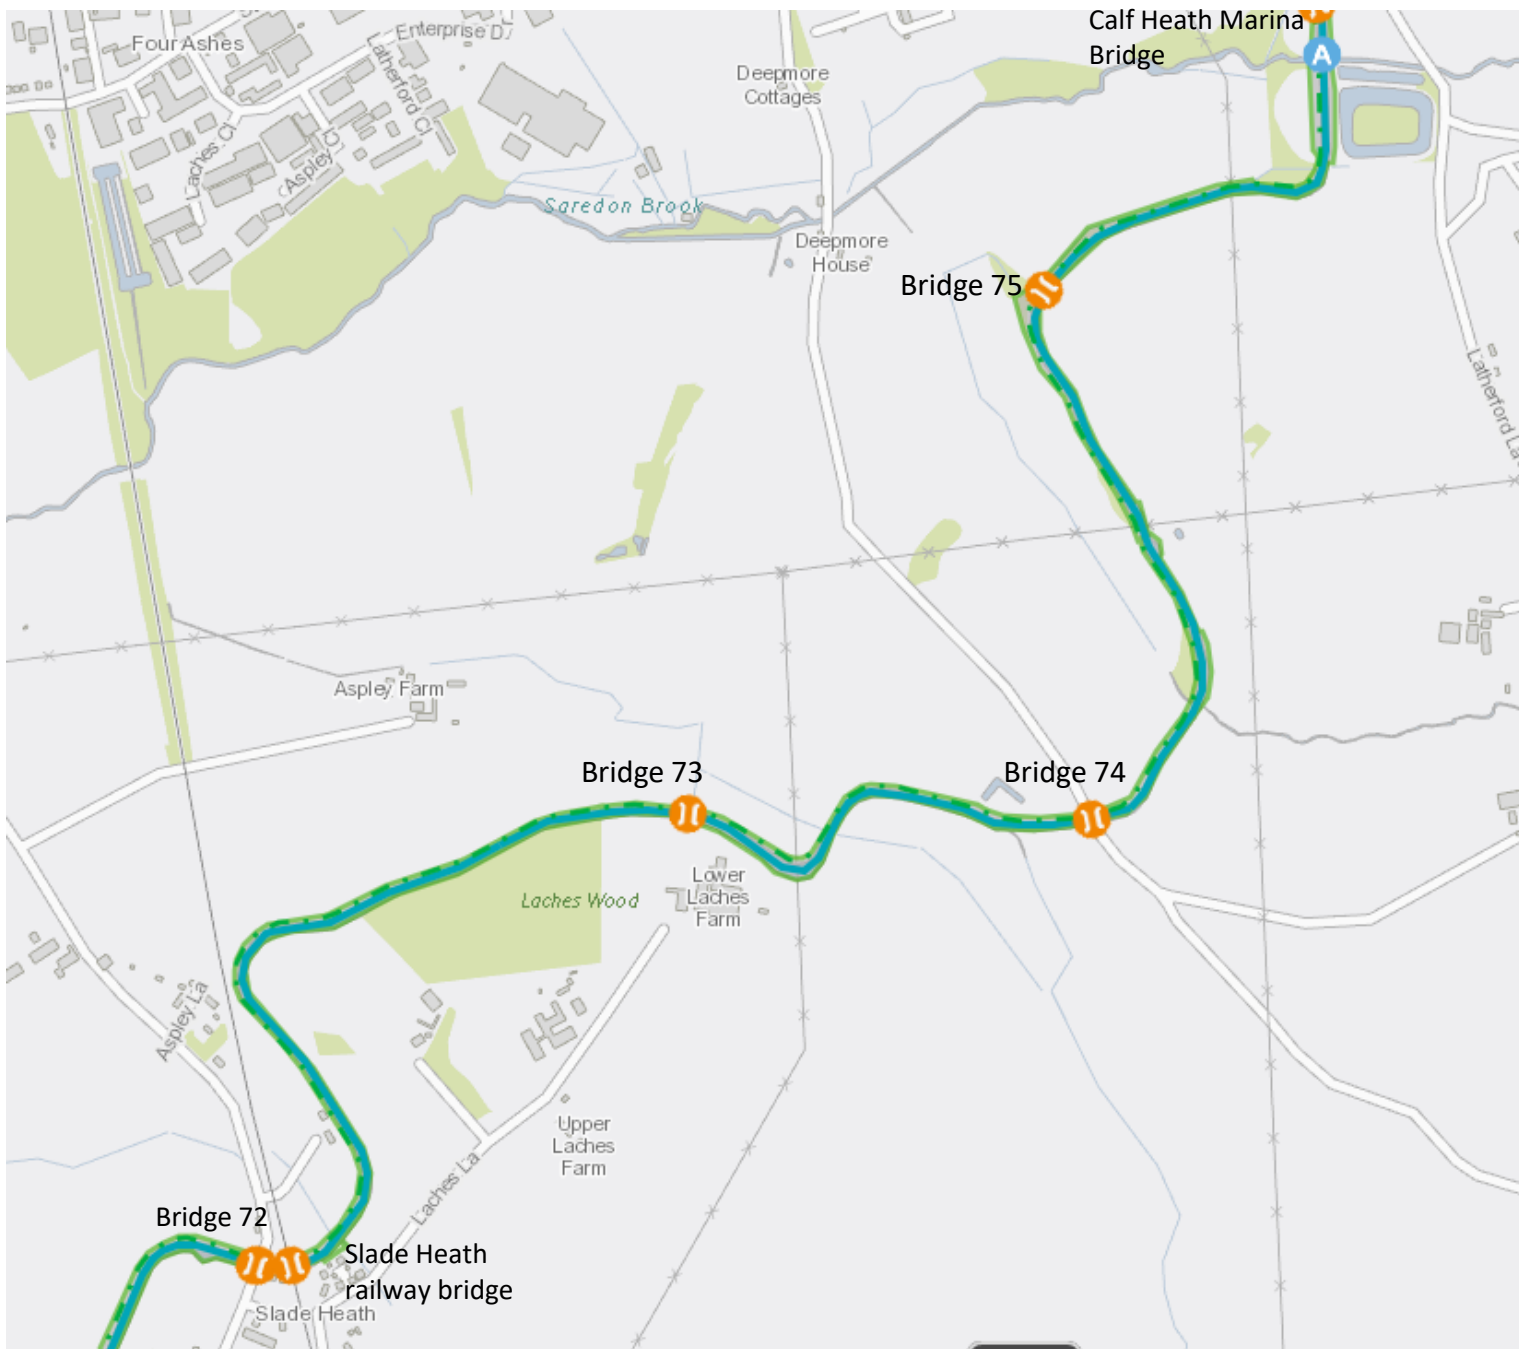 Calf Heath Marina
Bridge
A
Four Ashes
Enterprise D
Latherford Cl
Laches Cl
Aspley Cl
Deepmore
Cottages
Saredon Brook
Deepmore
House
Bridge 75
Latherford La
Aspley Farm
Bridge 73
Bridge 74
Lower
Laches
Farm
Laches Wood
Aspley La
Upper
Laches
Farm
Laches La
Bridge 72
Slade Heath
railway bridge
Slade Heath